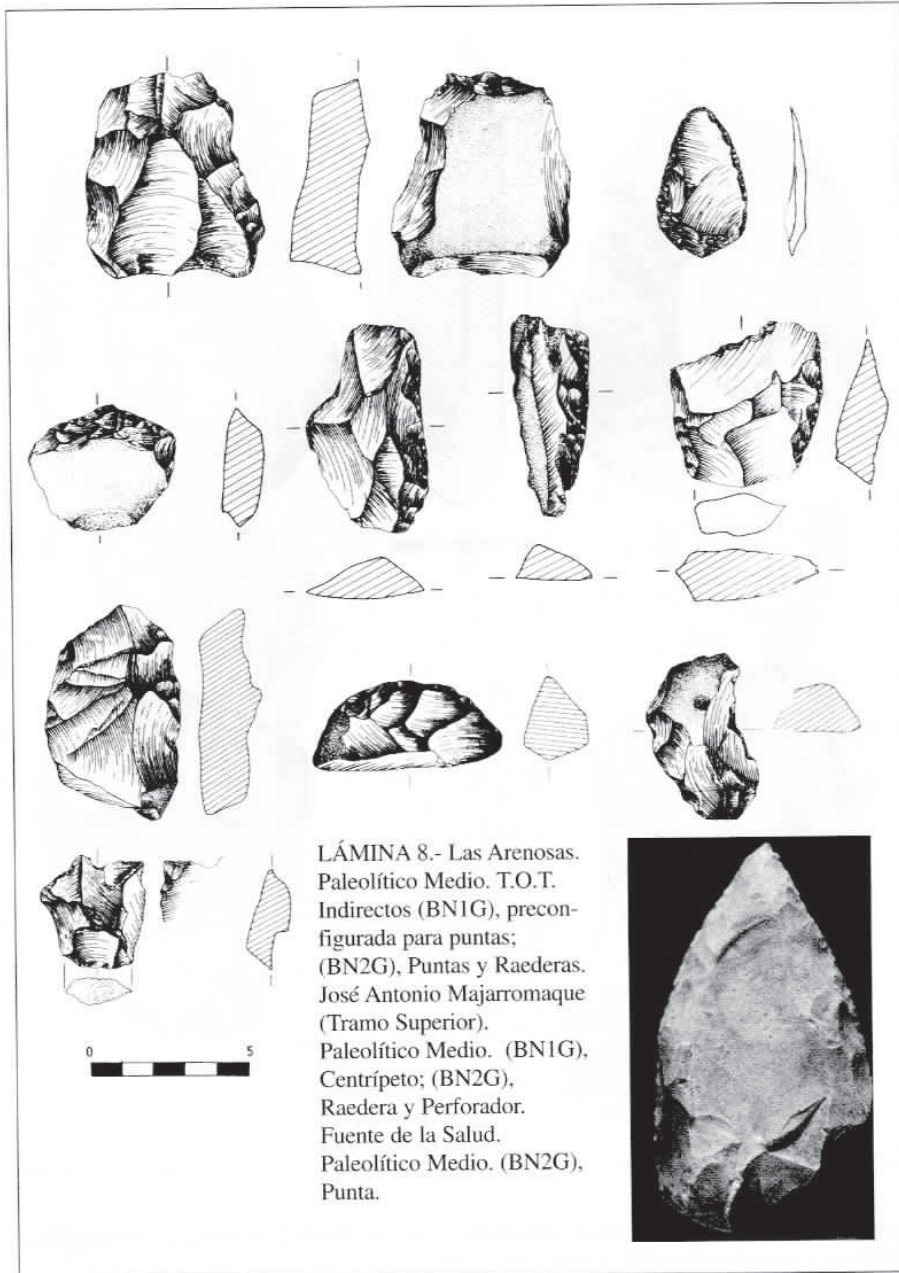 0 5
LÁMINA 8.- Las Arenosas.
Paleolítico Medio. T.O.T.
Indirectos (BN1G), precon-
figurada para puntas;
(BN2G), Puntas y Raederas.
José Antonio Majarromaque
(Tramo Superior).
Paleolítico Medio. (BN1G),
Centrípeto; (BN2G),
Raedera y Perforador.
Fuente de la Salud.
Paleolítico Medio. (BN2G),
Punta.